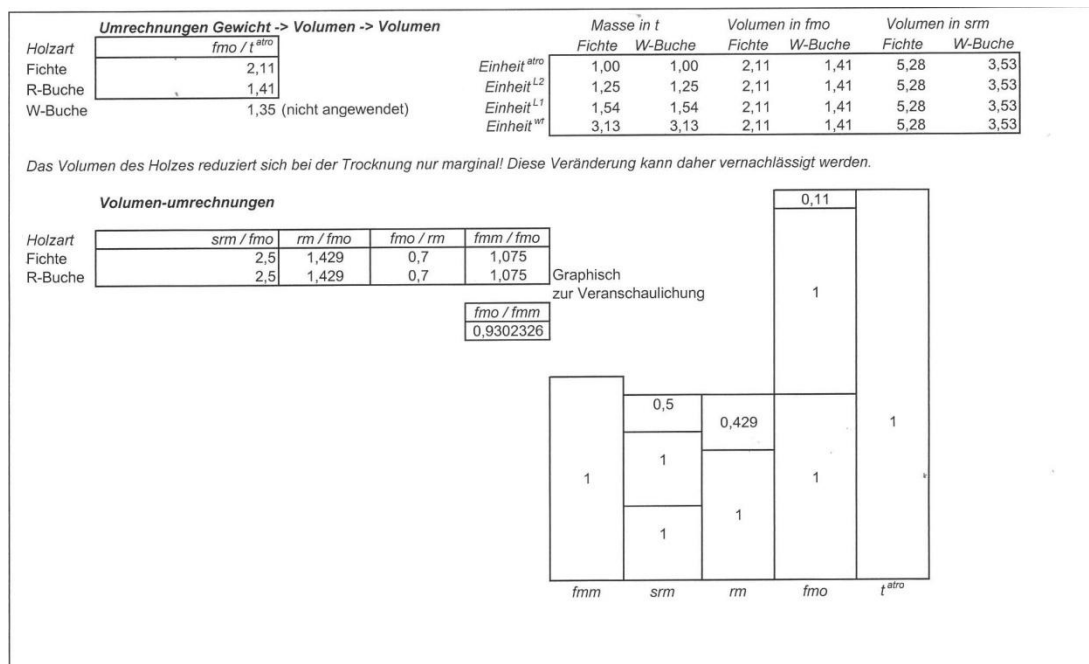 Umrechnungen Gewicht -> Volumen -> Volumen
Holzart fmo / t atro
Fichte 2,11
R-Buche 1,41
W-Buche 1,35 (nicht angewendet)
Masse in t Volumen in fmo Volumen in srm
Fichte W-Buche Fichte W-Buche Fichte W-Buche
Einheit atro 1,00 1,00 2,11 1,41 5,28 3,53
Einheit L2 1,25 1,25 2,11 1,41 5,28 3,53
Einheit L1 1,54 1,54 2,11 1,41 5,28 3,53
Einheit wf 3,13 3,13 2,11 1,41 5,28 3,53
Das Volumen des Holzes reduziert sich bei der Trocknung nur marginal! Diese Veränderung kann daher vernachlässigt werden.
Volumen-umrechnungen
Holzart srm / fmo rm / fmo fmo / rm fmm / fmo
Fichte 2,5 1,429 0,7 1,075
R-Buche 2,5 1,429 0,7 1,075
fmo / fmm
0,9302326
Graphisch
zur Veranschaulichung
0,11
1
0,5
0,429
1
1
1
1
1
1
fmm srm rm fmo t atro